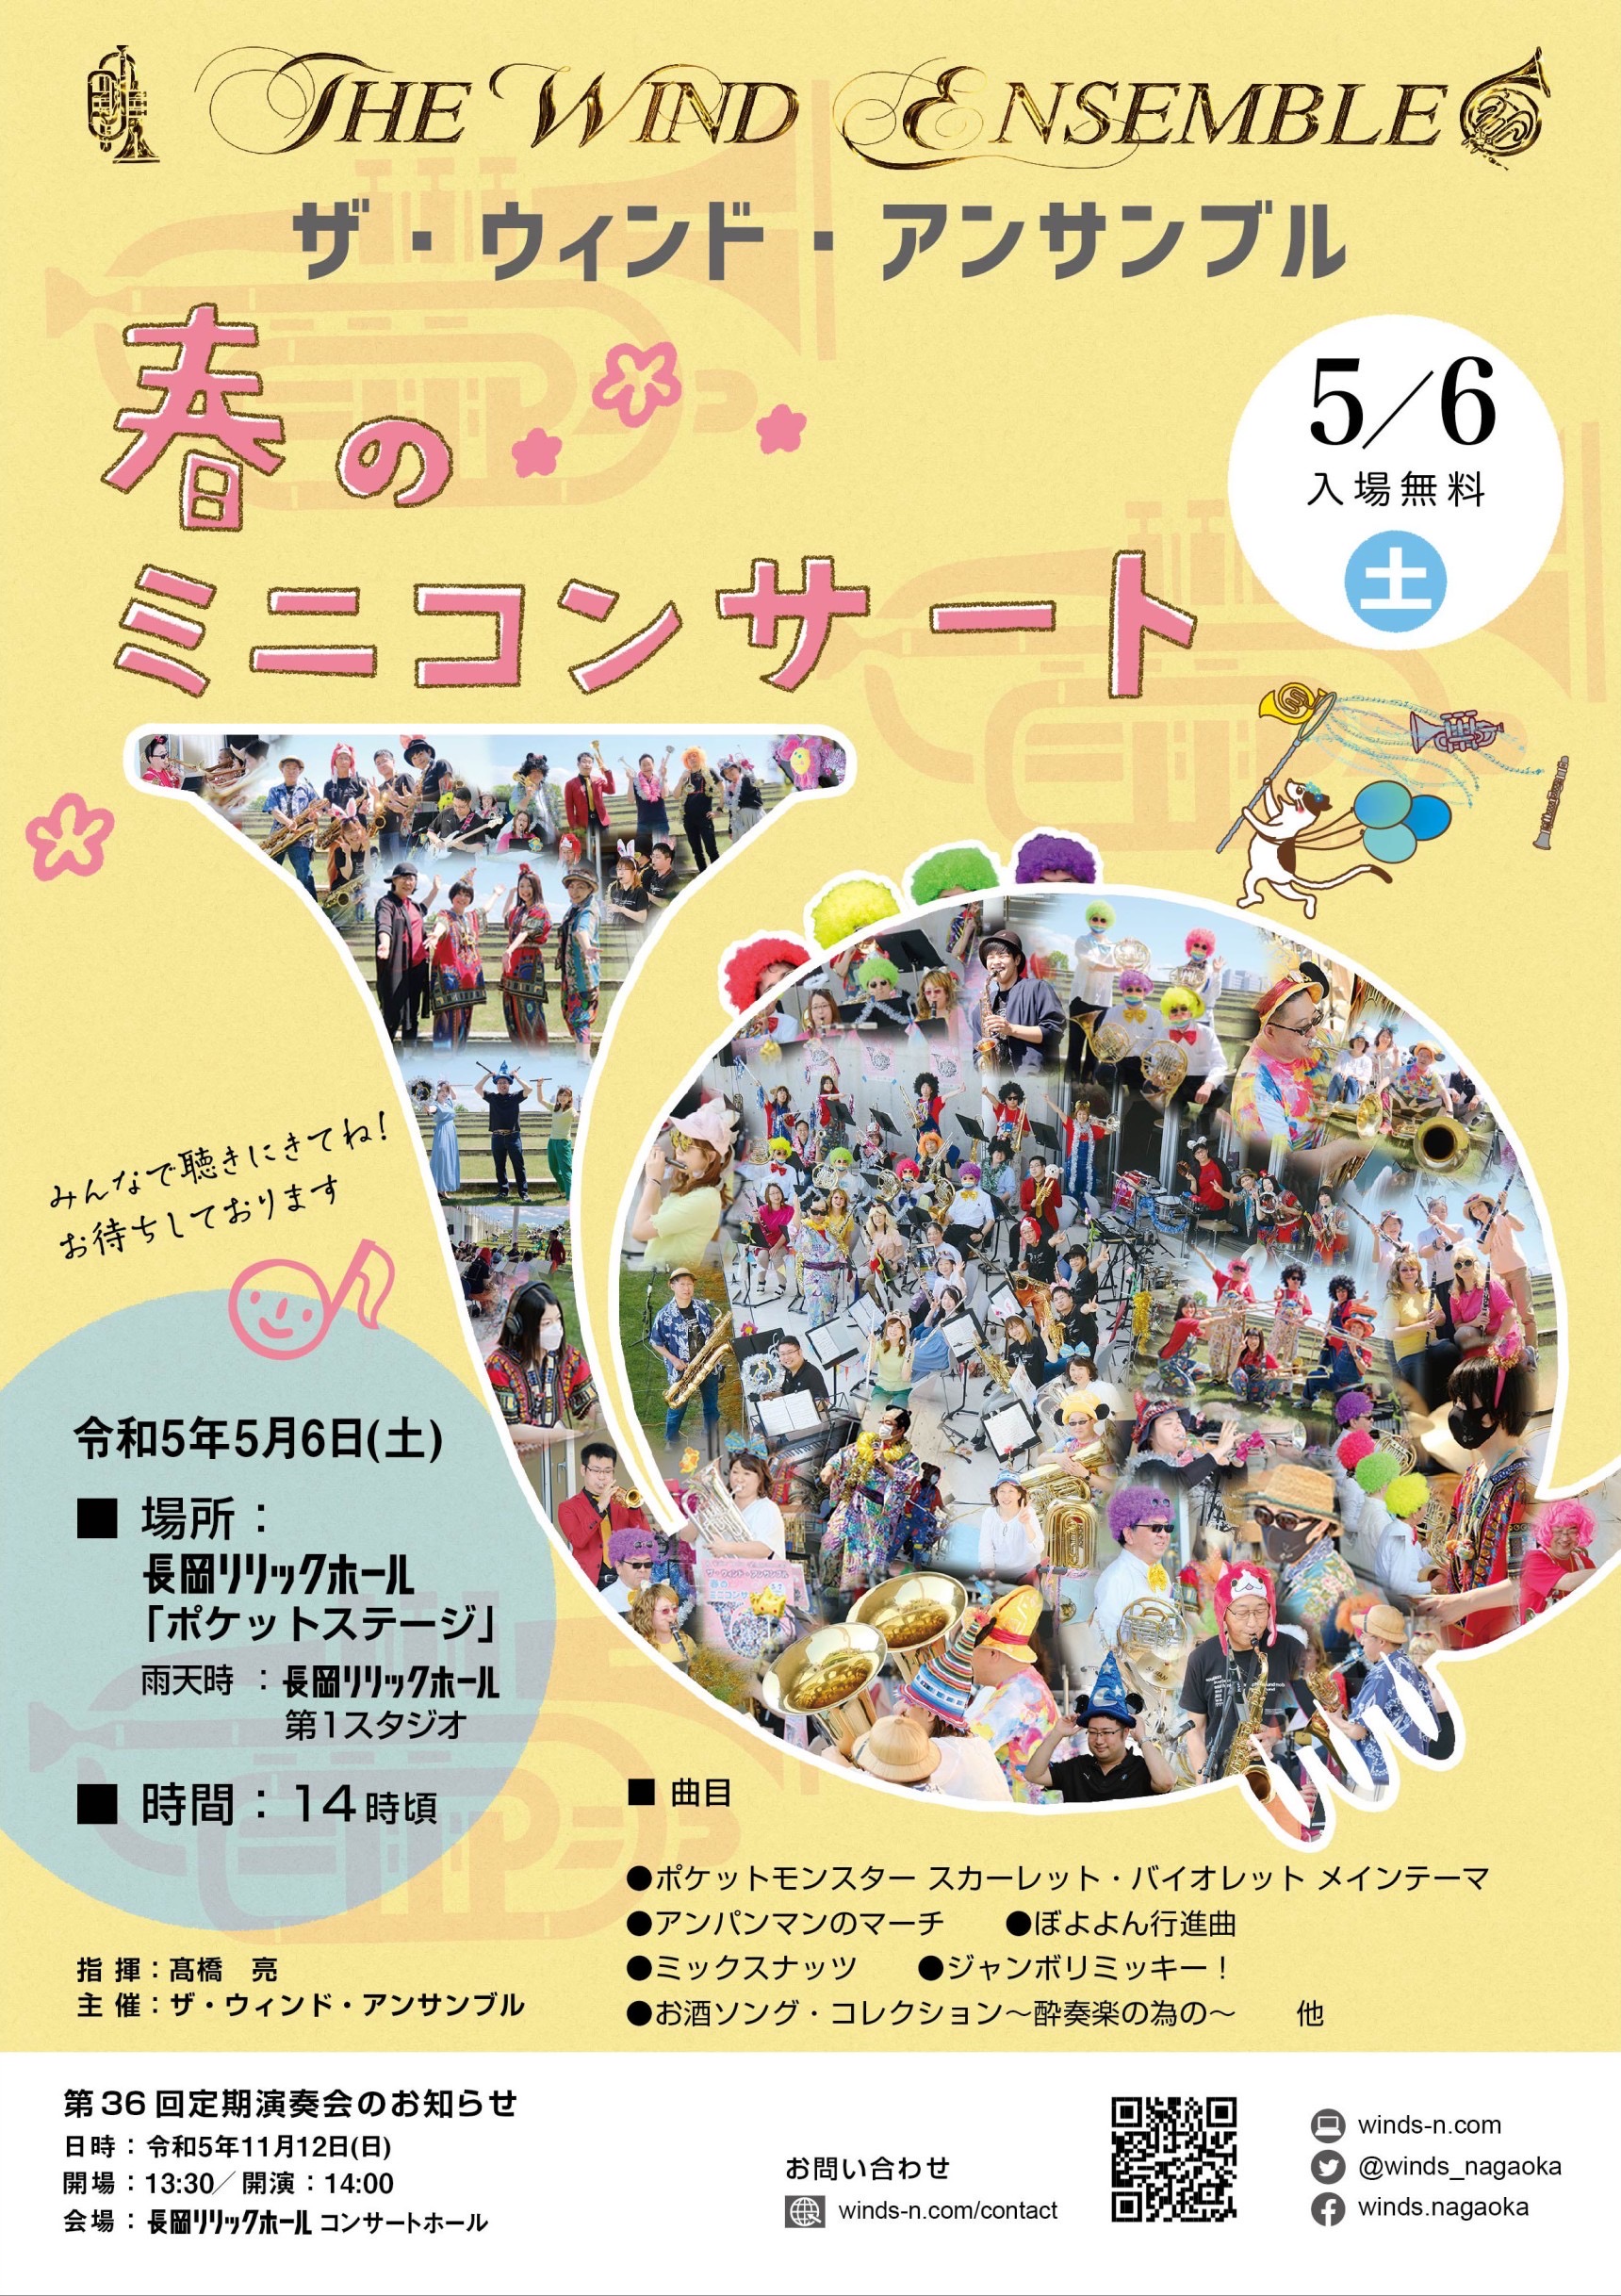 THE WIND ENSEMBLE
ザ・ウィンド・アンサンブル
春の
ミニコンサート
5/6
入場無料
土
みんなで聴きにきてね!
お待ちしております
令和5年5月6日(土)
■ 場所：
長岡リリックホール
「ポケットステージ」
雨天時 ：長岡リリックホール
第1スタジオ
■ 時間：14時頃
指 揮：髙橋 亮
主 催：ザ・ウィンド・アンサンブル
■ 曲目
●ポケットモンスター スカーレット・バイオレット メインテーマ
●アンパンマンのマーチ ●ぼよよん行進曲
●ミックスナッツ ●ジャンボリミッキー！
●お酒ソング・コレクション～酔奏楽の為の～ 他
第36回定期演奏会のお知らせ
日時：令和5年11月12日(日)
開場：13:30／開演：14:00
会場：長岡リリックホール コンサートホール
お問い合わせ
winds-n.com/contact
winds-n.com
@winds_nagaoka
winds.nagaoka